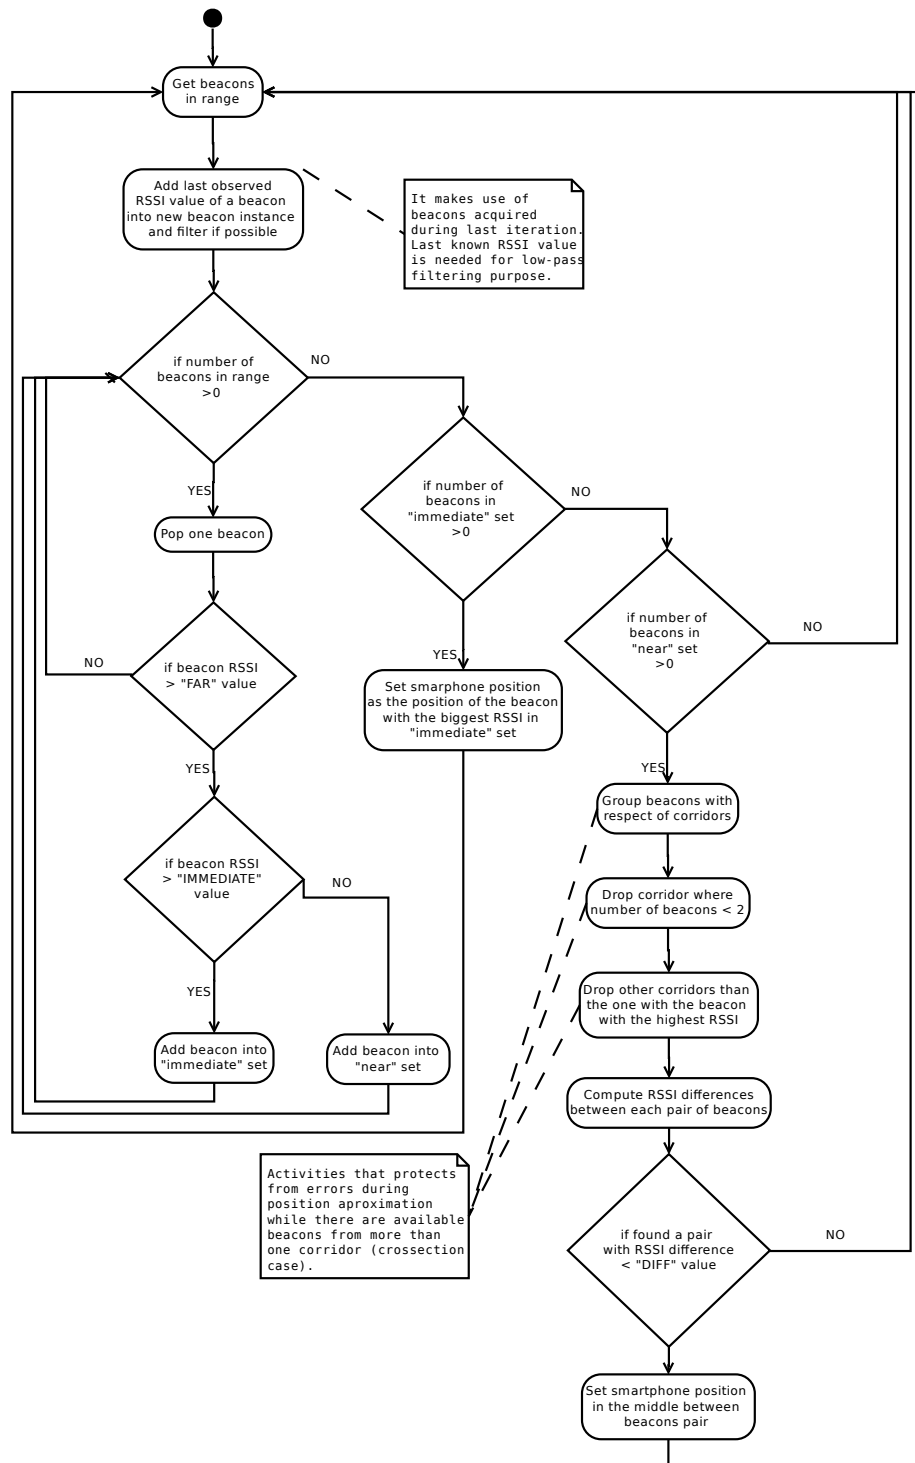 Get beacons
in range
Add last observed
RSSI value of a beacon
into new beacon instance
and filter if possible
It makes use of
beacons acquired
during last iteration.
Last known RSSI value
is needed for low-pass
filtering purpose.
if number of
beacons in range
>0
NO
YES
if number of
beacons in
"immediate" set
>0
NO
YES
Pop one beacon
if beacon RSSI
> "FAR" value
NO
YES
if number of
beacons in
"near" set
>0
NO
YES
Set smarphone position
as the position of the beacon
with the biggest RSSI in
"immediate" set
if beacon RSSI
> "IMMEDIATE"
value
NO
YES
Group beacons with
respect of corridors
Drop corridor where
number of beacons < 2
Drop other corridors than
the one with the beacon
with the highest RSSI
Add beacon into
"immediate" set
Add beacon into
"near" set
Compute RSSI differences
between each pair of beacons
Activities that protects
from errors during
position aproximation
while there are available
beacons from more than
one corridor (crossection
case).
if found a pair
with RSSI difference
< "DIFF" value
NO
Set smartphone position
in the middle between
beacons pair